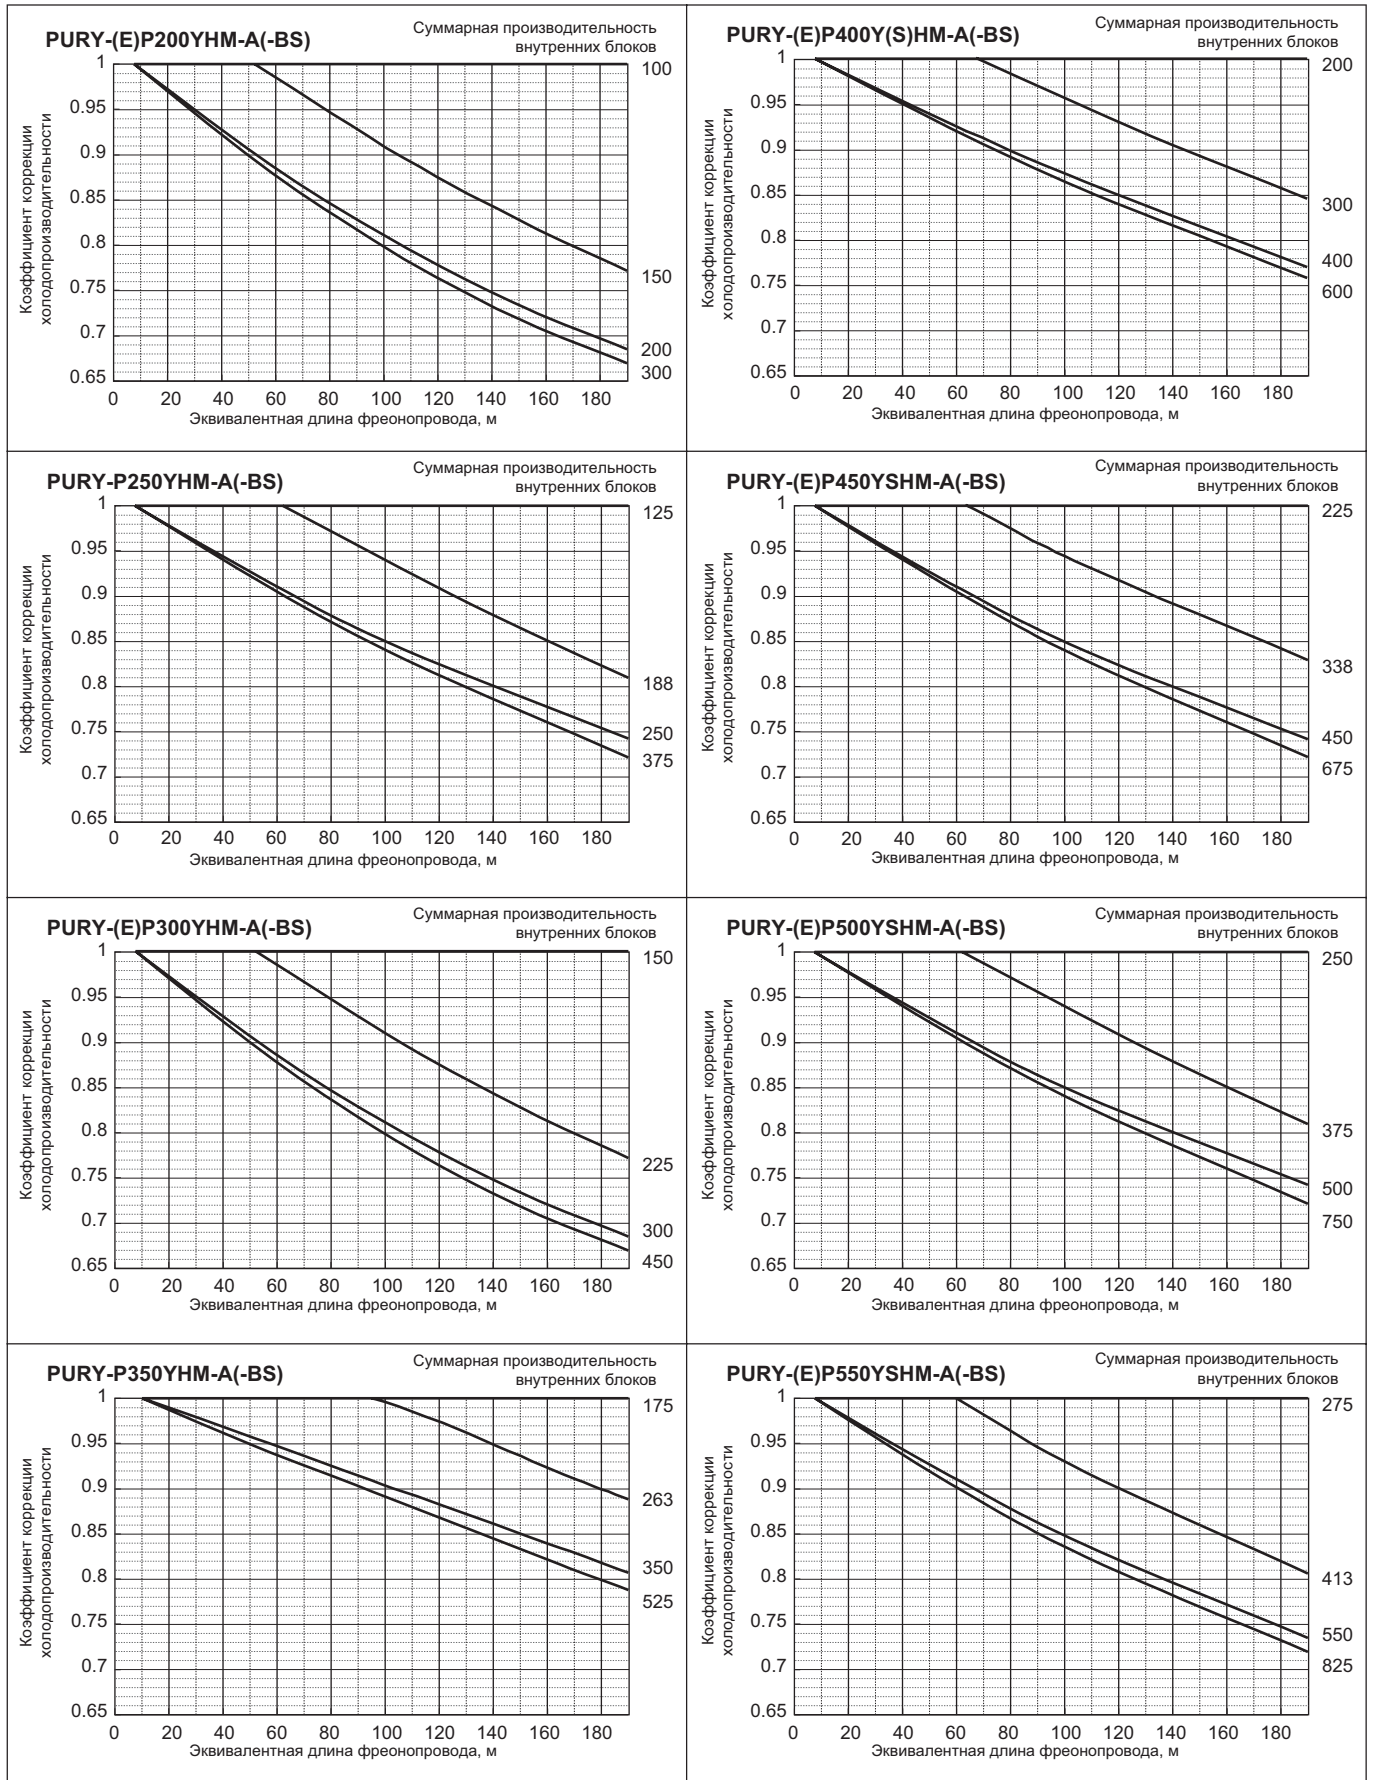 PURY-(E)P200YHM-A(-BS)
Суммарная производительность
внутренних блоков
Коэффициент коррекции
холодопроизводительности
1
0.95
0.9
0.85
0.8
0.75
0.7
0.65
100
150
200
300
0 20 40 60 80 100 120 140 160 180
Эквивалентная длина фреонопровода, м
PURY-(E)P400Y(S)HM-A(-BS)
Суммарная производительность
внутренних блоков
Коэффициент коррекции
холодопроизводительности
1
0.95
0.9
0.85
0.8
0.75
0.7
0.65
200
300
400
600
0 20 40 60 80 100 120 140 160 180
Эквивалентная длина фреонопровода, м
PURY-P250YHM-A(-BS)
Суммарная производительность
внутренних блоков
Коэффициент коррекции
холодопроизводительности
1
0.95
0.9
0.85
0.8
0.75
0.7
0.65
125
188
250
375
0 20 40 60 80 100 120 140 160 180
Эквивалентная длина фреонопровода, м
PURY-(E)P450YSHM-A(-BS)
Суммарная производительность
внутренних блоков
Коэффициент коррекции
холодопроизводительности
1
0.95
0.9
0.85
0.8
0.75
0.7
0.65
225
338
450
675
0 20 40 60 80 100 120 140 160 180
Эквивалентная длина фреонопровода, м
PURY-(E)P300YHM-A(-BS)
Суммарная производительность
внутренних блоков
Коэффициент коррекции
холодопроизводительности
1
0.95
0.9
0.85
0.8
0.75
0.7
0.65
150
225
300
450
0 20 40 60 80 100 120 140 160 180
Эквивалентная длина фреонопровода, м
PURY-(E)P500YSHM-A(-BS)
Суммарная производительность
внутренних блоков
Коэффициент коррекции
холодопроизводительности
1
0.95
0.9
0.85
0.8
0.75
0.7
0.65
250
375
500
750
0 20 40 60 80 100 120 140 160 180
Эквивалентная длина фреонопровода, м
PURY-P350YHM-A(-BS)
Суммарная производительность
внутренних блоков
Коэффициент коррекции
холодопроизводительности
1
0.95
0.9
0.85
0.8
0.75
0.7
0.65
175
263
350
525
0 20 40 60 80 100 120 140 160 180
Эквивалентная длина фреонопровода, м
PURY-(E)P550YSHM-A(-BS)
Суммарная производительность
внутренних блоков
Коэффициент коррекции
холодопроизводительности
1
0.95
0.9
0.85
0.8
0.75
0.7
0.65
275
413
550
825
0 20 40 60 80 100 120 140 160 180
Эквивалентная длина фреонопровода, м